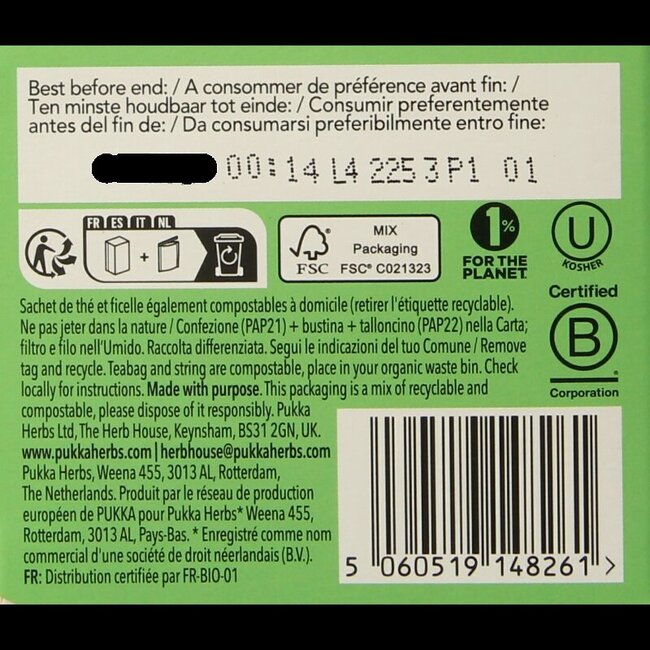 Best before end: / A consommer de préférence avant fin: /
Ten minste houdbaar tot einde: / Consumir preferentemente
antes del fin de: / Da consumarsi preferibilmente entro fine:
00:14 L4 2253 P1 01
FR ES IT NL
FSC
MIX
Packaging
FSC® C021323
1%
FOR THE
PLANET
U
KOSHER
Certified
B
Corporation
Sachet de thé et ficelle également compostables à domicile (retirer l'étiquette recyclable).
Ne pas jeter dans la nature / Confezione (PAP21) + bustina + talloncino (PAP22) nella Carta;
filtro e filo nell'Umido. Raccolta differenziata. Segui le indicazioni del tuo Comune / Remove
tag and recycle. Teabag and string are compostable, place in your organic waste bin. Check
locally for instructions. Made with purpose. This packaging is a mix of recyclable and
compostable, please dispose of it responsibly. Pukka
Herbs Ltd, The Herb House, Keynsham, BS31 2GN, UK.
www.pukkaherbs.com | herbhouse@pukkaherbs.com
Pukka Herbs, Weena 455, 3013 AL, Rotterdam,
The Netherlands. Produit par le réseau de production
européen de PUKKA pour Pukka Herbs* Weena 455,
Rotterdam, 3013 AL, Pays-Bas. * Enregistré comme nom
commercial d'une société de droit néerlandais (B.V.).
FR: Distribution certifiée par FR-BIO-01
5 060519 148261 >